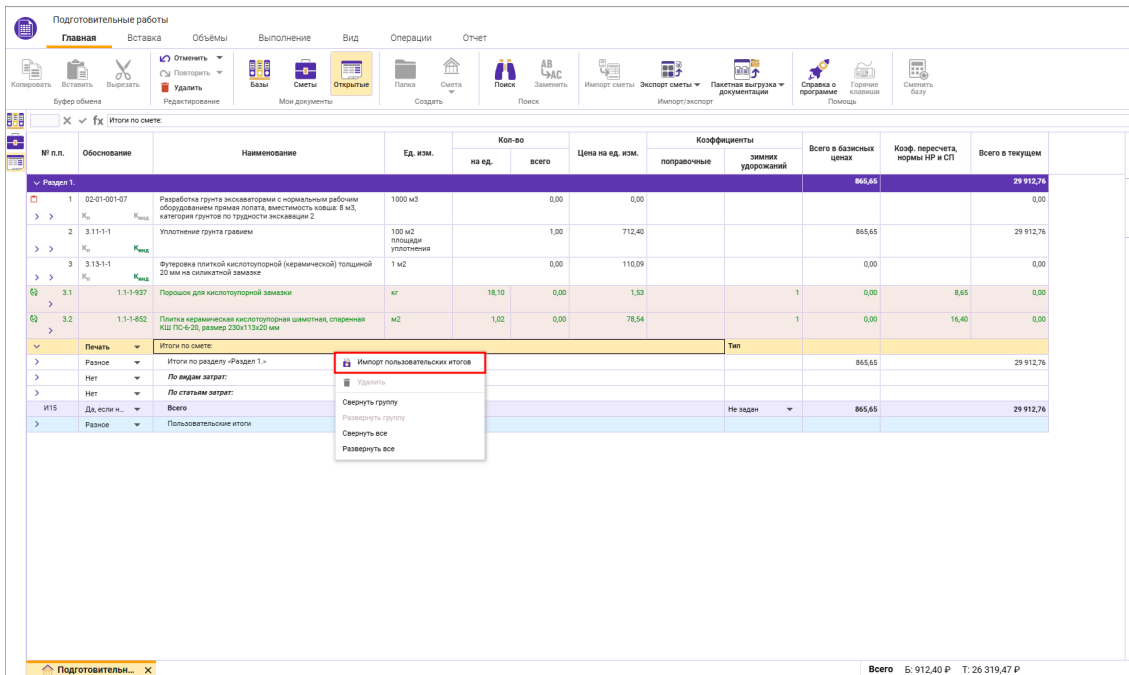 Подготовительные работы
Главная Вставка Объёмы Выполнение Вид Операции Отчет
Копировать Вставить Вырезать Отменить Повторить Удалить Базы Сметы Открытые Папка Смета Поиск Заменить AB AC Импорт сметы Экспорт сметы Пакетная выгрузка документации Справка о программе Горячие клавиши Сменить базу
Буфер обмена Редактирование Мои документы Создать Поиск Импорт/экспорт Помощь
fx Итоги по смете:
№ п.п. Обоснование Наименование Ед. изм. Кол-во Цена на ед. изм. Коэффициенты Всего в базисных ценах Коэф. пересчета, нормы НР и СП Всего в текущем
на ед. всего поправочные зимних удорожаний
Раздел 1. 865,65 29 912,76
1 02-01-001-07 Разработка грунта экскаваторами с нормальным рабочим 1000 м3 0,00 0,00 0,00
оборудованием прямая лопата, вместимость ковша: 8 м3,
Кп Кинд категория грунтов по трудности экскавации 2
2 3.11-1-1 Уплотнение грунта гравием 100 м2 1,00 712,40 865,65 29 912,76
площади
Кп Кинд уплотнения
3 3.13-1-1 Футеровка плиткой кислотоупорной (керамической) толщиной 1 м2 0,00 110,09 0,00 0,00
Кп Кинд 20 мм на силикатной замазке
3.1 1.1-1-937 Порошок для кислотоупорной замазки кг 18,10 0,00 1,53 1 0,00 8,65 0,00
3.2 1.1-1-852 Плитка керамическая кислотоупорная шамотная, спаренная м2 1,02 0,00 78,54 1 0,00 16,40 0,00
КШ ПС-6-20, размер 230х113х20 мм
Печать Итоги по смете: Тип
Разное Итоги по разделу «Раздел 1.» 865,65 29 912,76
Нет По видам затрат:
Нет По статьям затрат:
И15 Да, если н... Всего Не задан 865,65 29 912,76
Разное Пользовательские итоги
Импорт пользовательских итогов
Удалить
Свернуть группу
Развернуть группу
Свернуть все
Развернуть все
Подготовительн... Всего Б: 912,40 ₽ Т: 26 319,47 ₽